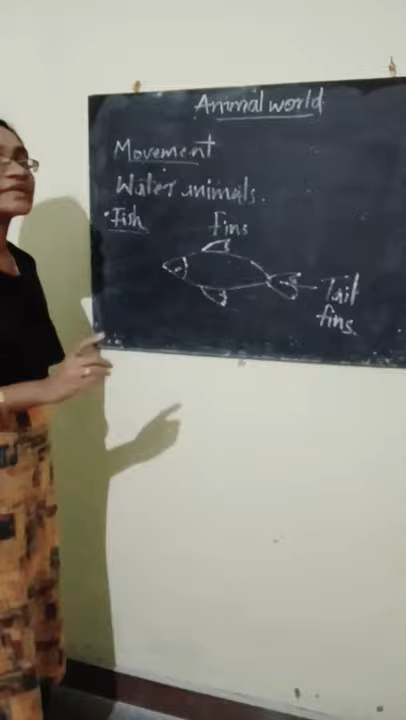 Animal world
Movement
Water animals.
• Fish
Fins
Tail
fins